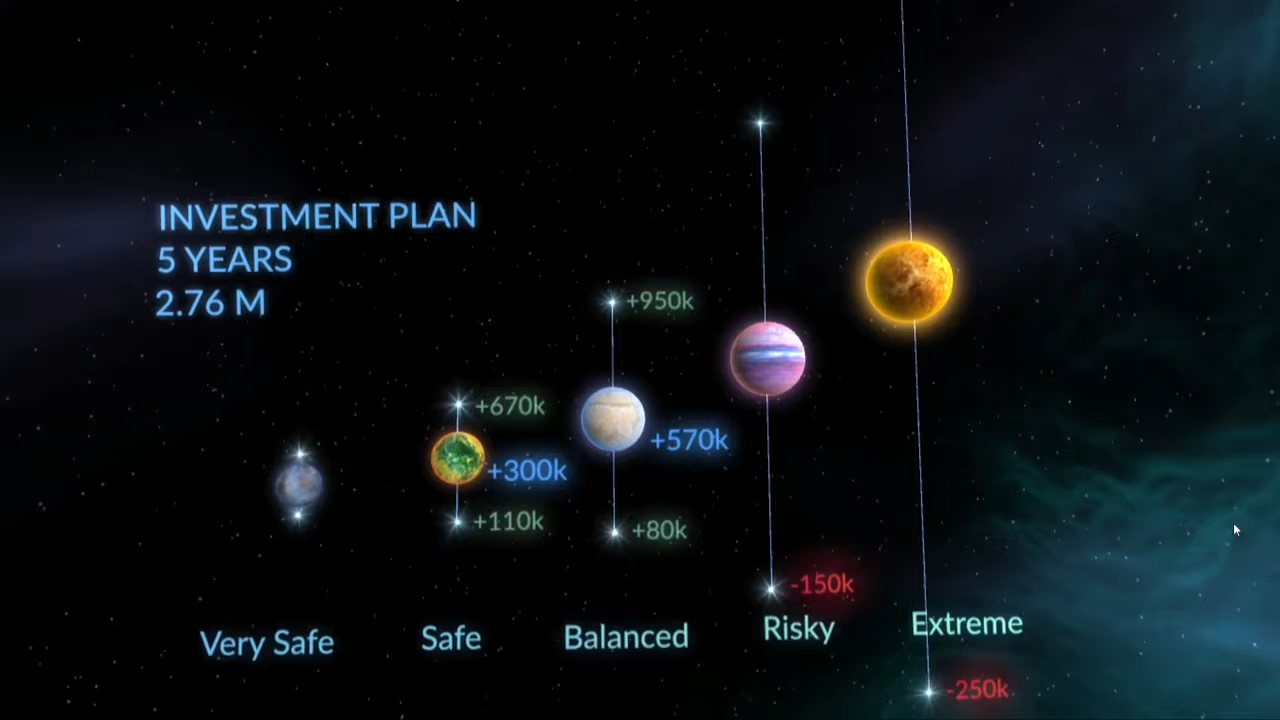 INVESTMENT PLAN
5 YEARS
2.76 M
+950k
+670k
+570k
+300k
+110k
+80k
-150k
Very Safe
Safe
Balanced
Risky
Extreme
-250k